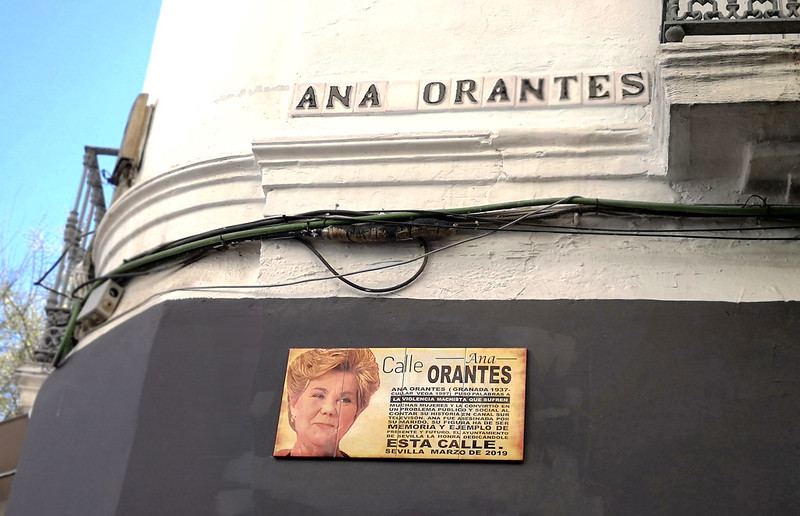 ANA ORANTES
Calle Ana
ORANTES
ANA ORANTES (GRANADA 1937-
CULLAR VEGA 1997) PUSO PALABRAS A
LA VIOLENCIA MACHISTA QUE SUFREN
MUCHAS MUJERES Y LA CONVIRTIÓ EN
UN PROBLEMA PÚBLICO Y SOCIAL AL
CONTAR SU HISTORIA EN CANAL SUR
TELEVISÓN. ANA FUE ASESINADA POR
SU MARIDO, SU FIGURA HA DE SER
MEMORIA Y EJEMPLO DE
PRESENTE Y FUTURO. EL AYUNTAMIENTO
DE SEVILLA LA HONRA DEDICÁNDOLE
ESTA CALLE.
SEVILLA MARZO DE 2019